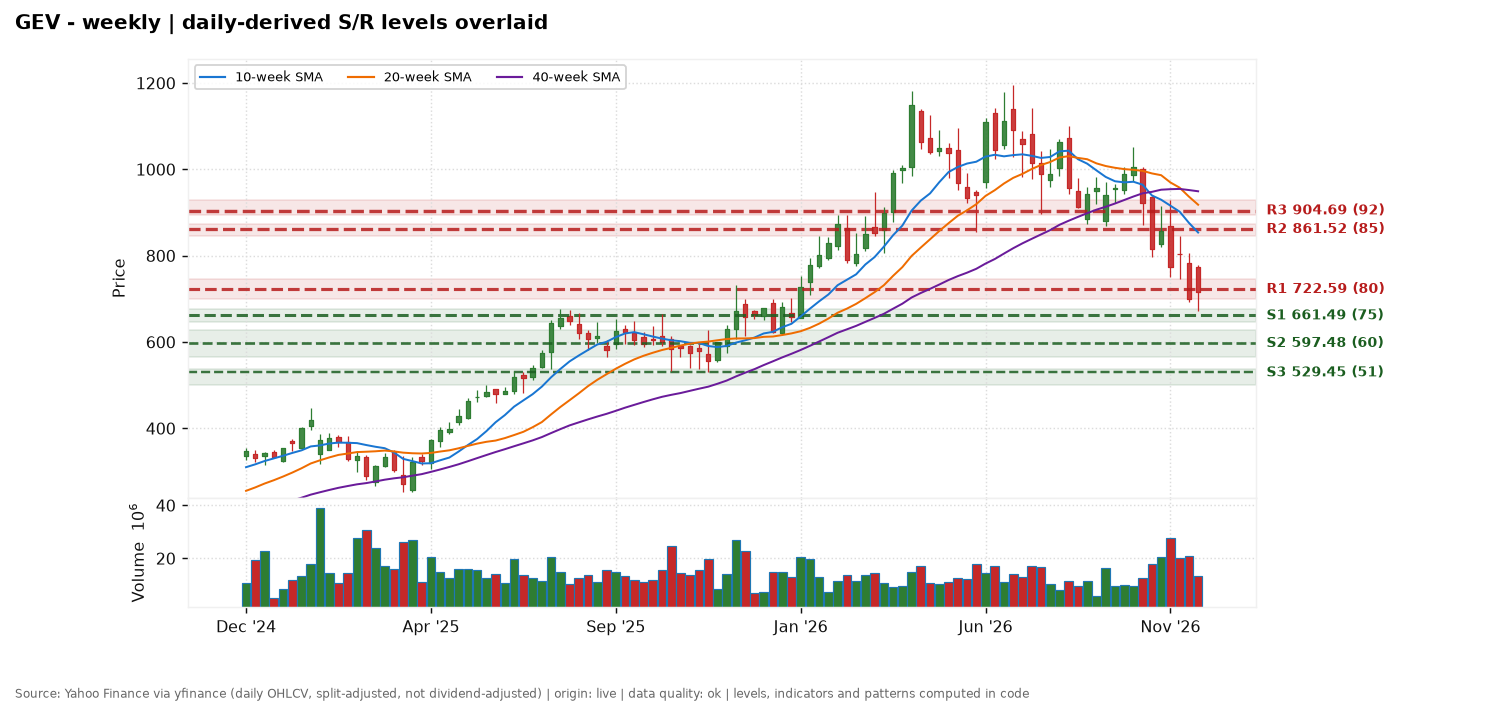 GEV - weekly | daily-derived S/R levels overlaid
10-week SMA
20-week SMA
40-week SMA
Price
1200
1000
800
600
400
R3 904.69 (92)
R2 861.52 (85)
R1 722.59 (80)
S1 661.49 (75)
S2 597.48 (60)
S3 529.45 (51)
Volume 10⁶
40
20
Dec '24
Apr '25
Sep '25
Jan '26
Jun '26
Nov '26
Source: Yahoo Finance via yfinance (daily OHLCV, split-adjusted, not dividend-adjusted) | origin: live | data quality: ok | levels, indicators and patterns computed in code